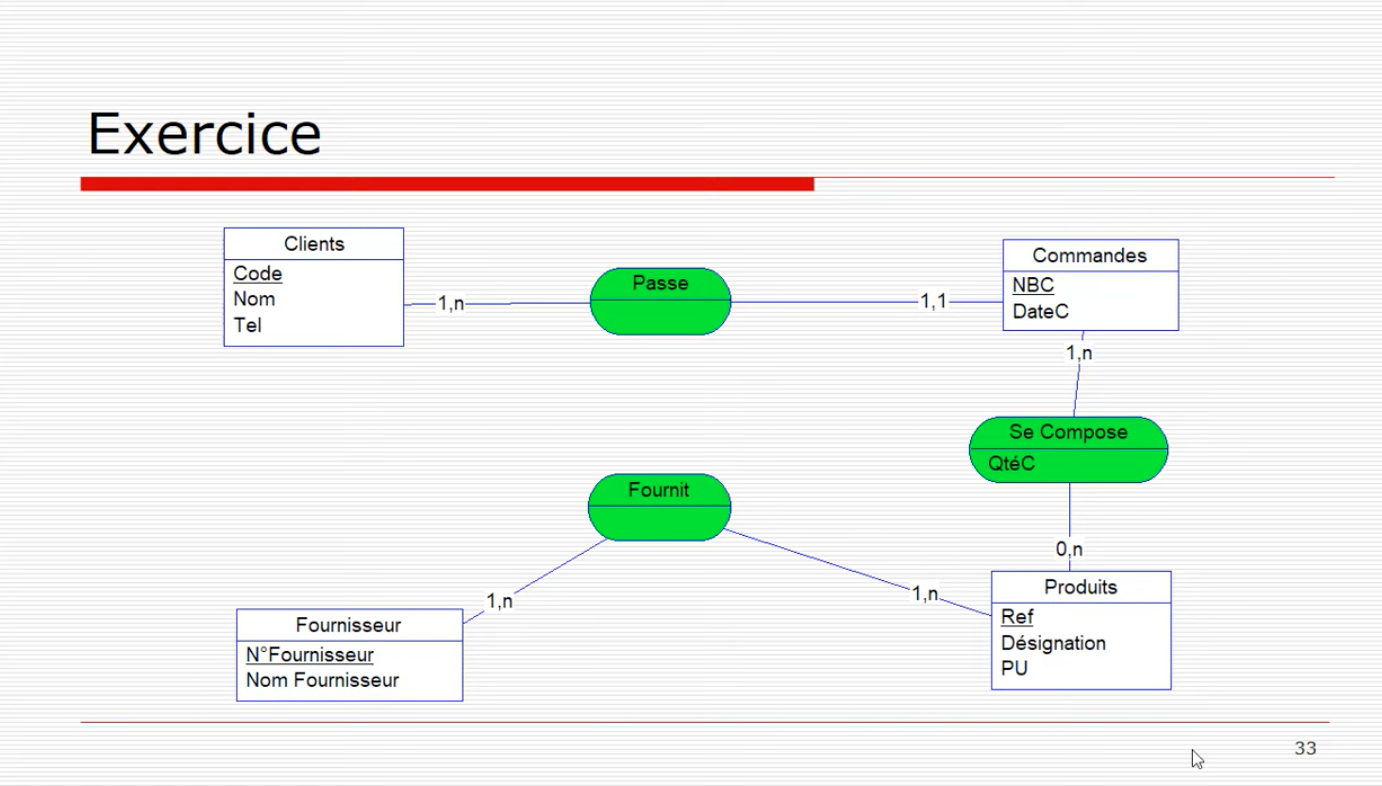 Exercice
Clients
Code
Nom
Tel
1,n
Passe
1,1
Commandes
NBC
DateC
1,n
Se Compose
QtéC
0,n
Produits
Ref
Désignation
PU
Fournit
1,n
1,n
Fournisseur
N°Fournisseur
Nom Fournisseur
33